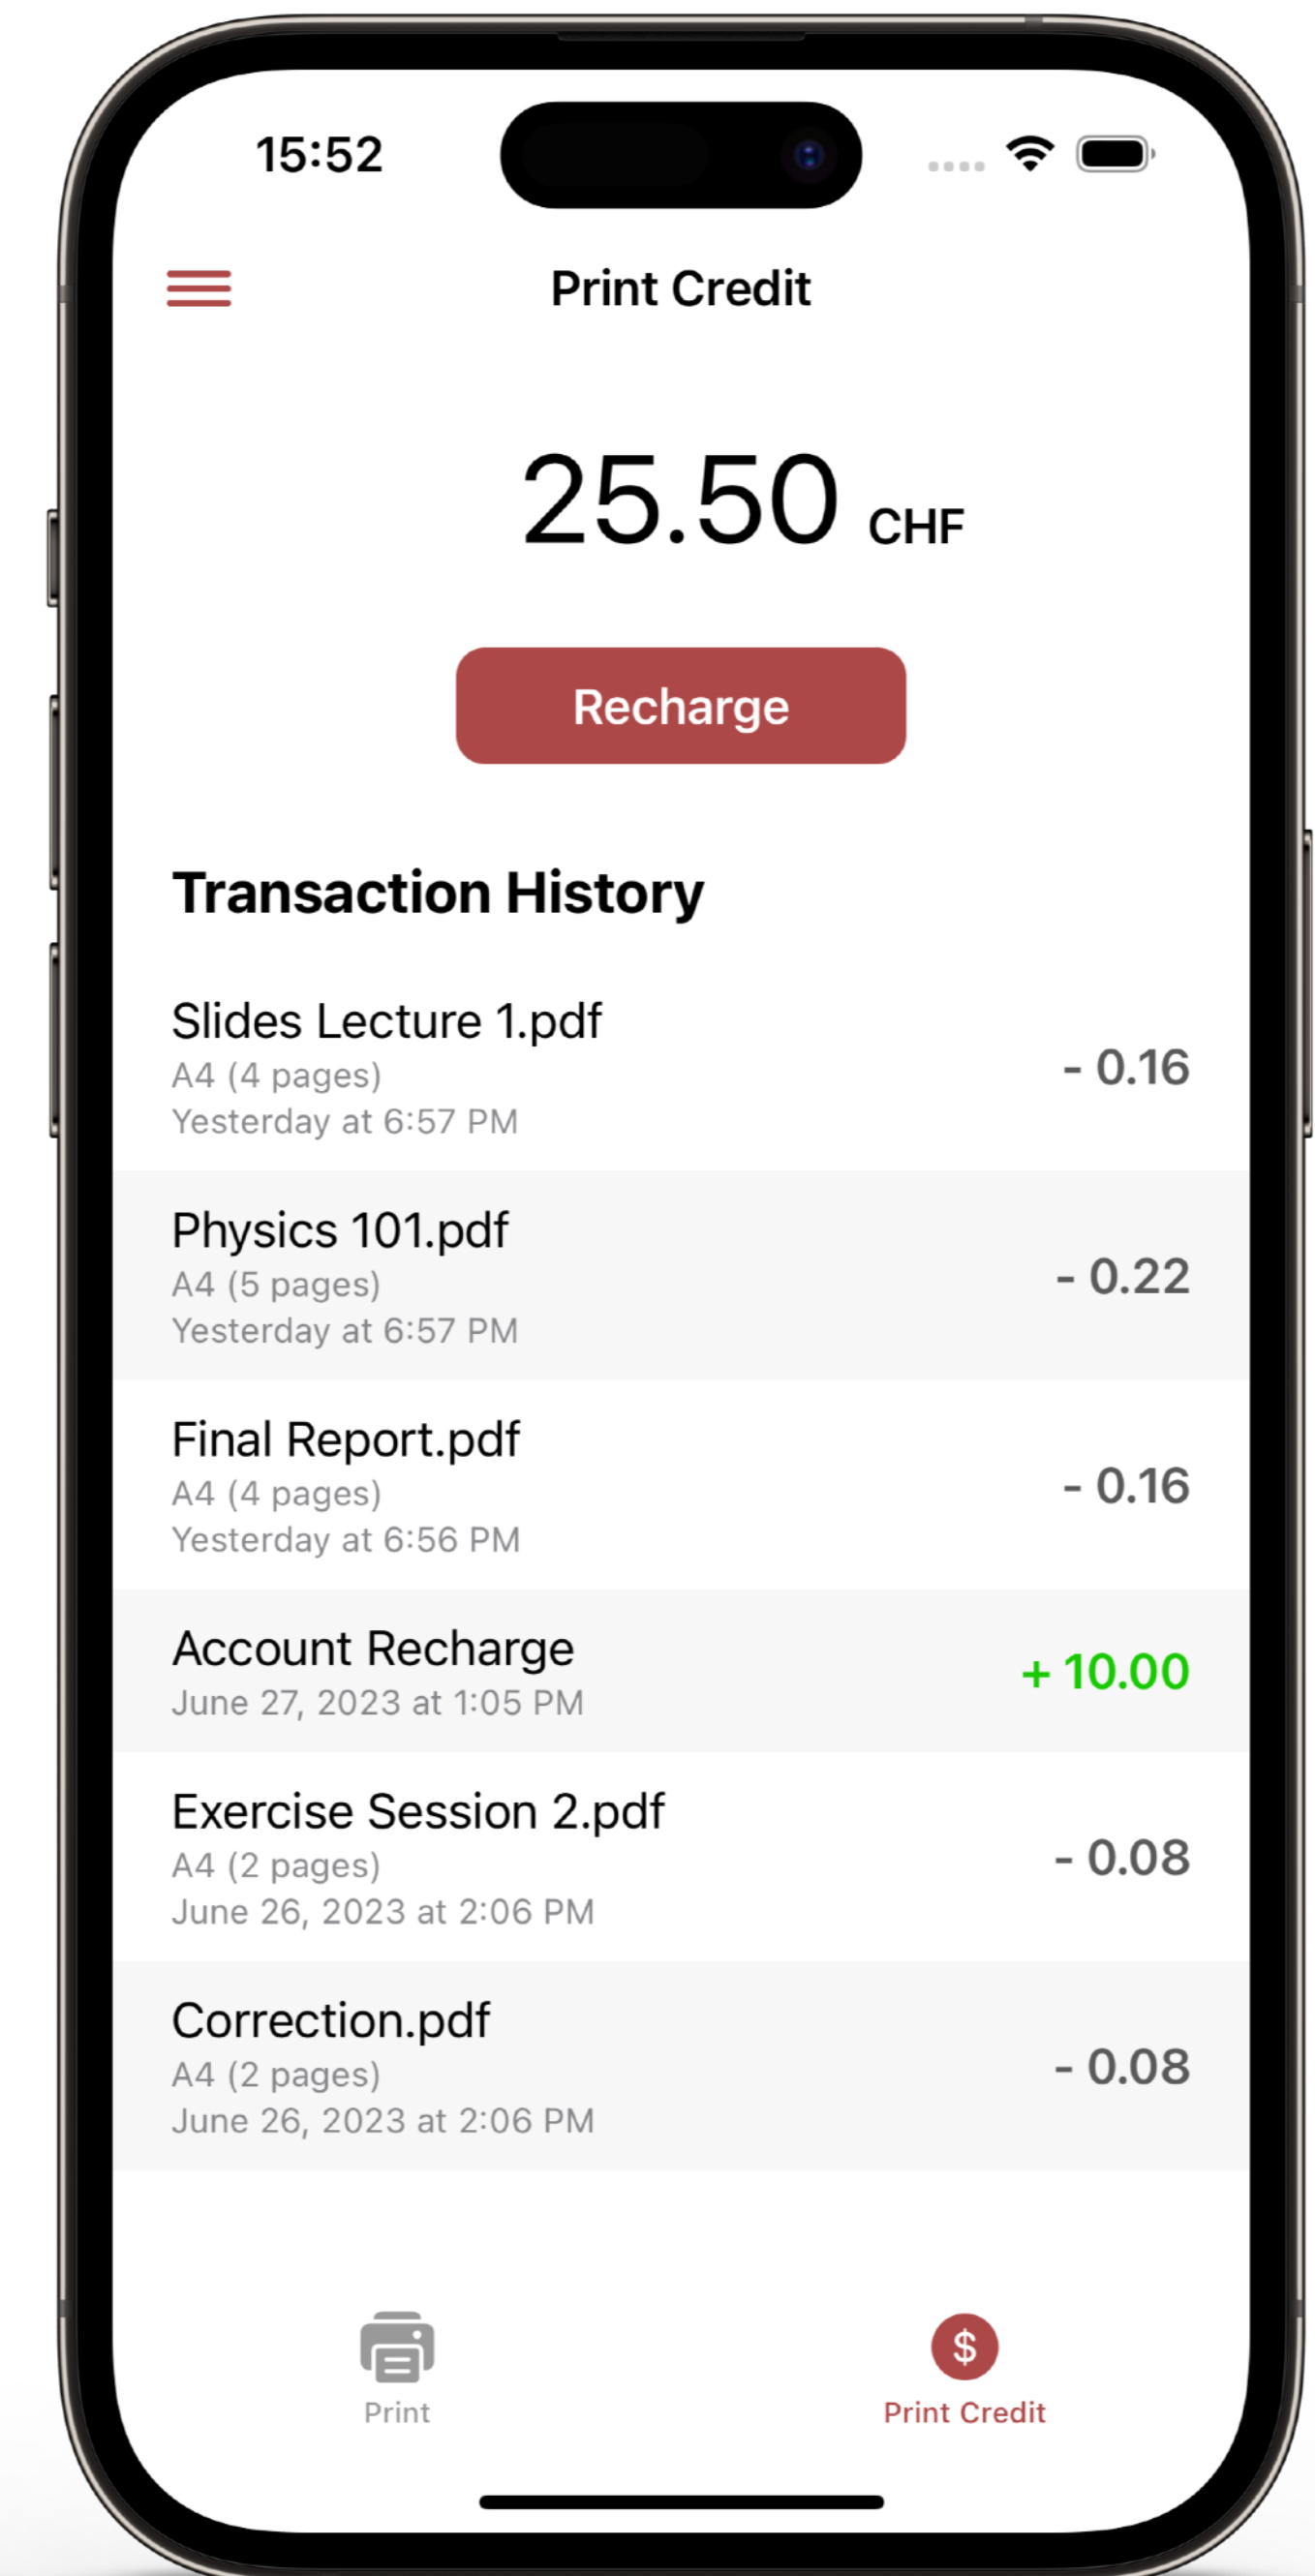 15:52
Print Credit
25.50 CHF
Recharge
Transaction History
Slides Lecture 1.pdf
A4 (4 pages)
Yesterday at 6:57 PM
- 0.16
Physics 101.pdf
A4 (5 pages)
Yesterday at 6:57 PM
- 0.22
Final Report.pdf
A4 (4 pages)
Yesterday at 6:56 PM
- 0.16
Account Recharge
June 27, 2023 at 1:05 PM
+ 10.00
Exercise Session 2.pdf
A4 (2 pages)
June 26, 2023 at 2:06 PM
- 0.08
Correction.pdf
A4 (2 pages)
June 26, 2023 at 2:06 PM
- 0.08
$
Print
Print Credit